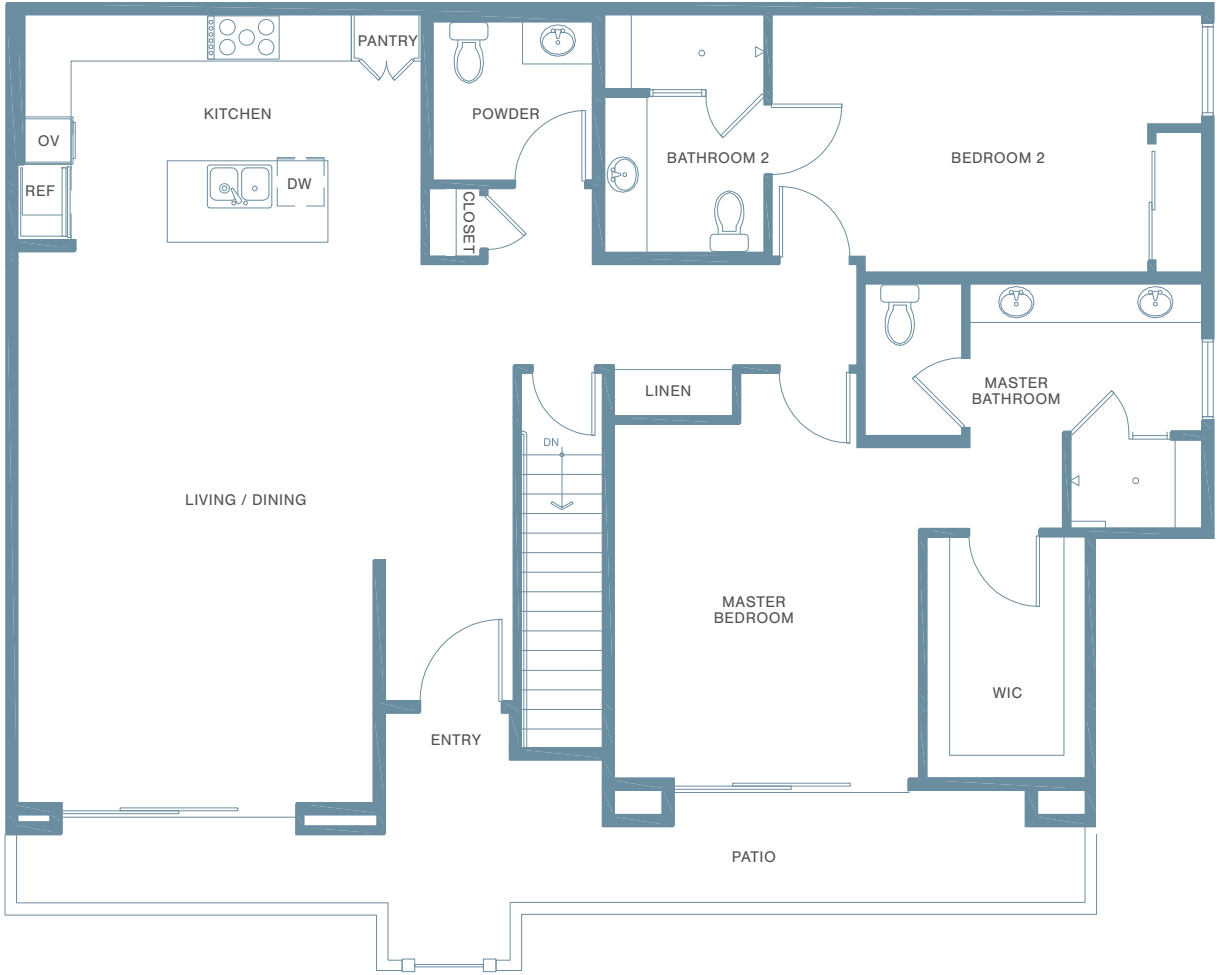 PANTRY
KITCHEN
POWDER
OV
BATHROOM 2
BEDROOM 2
REF
DW
CLOSET
LINEN
MASTER
BATHROOM
DN
LIVING / DINING
MASTER
BEDROOM
WIC
ENTRY
PATIO